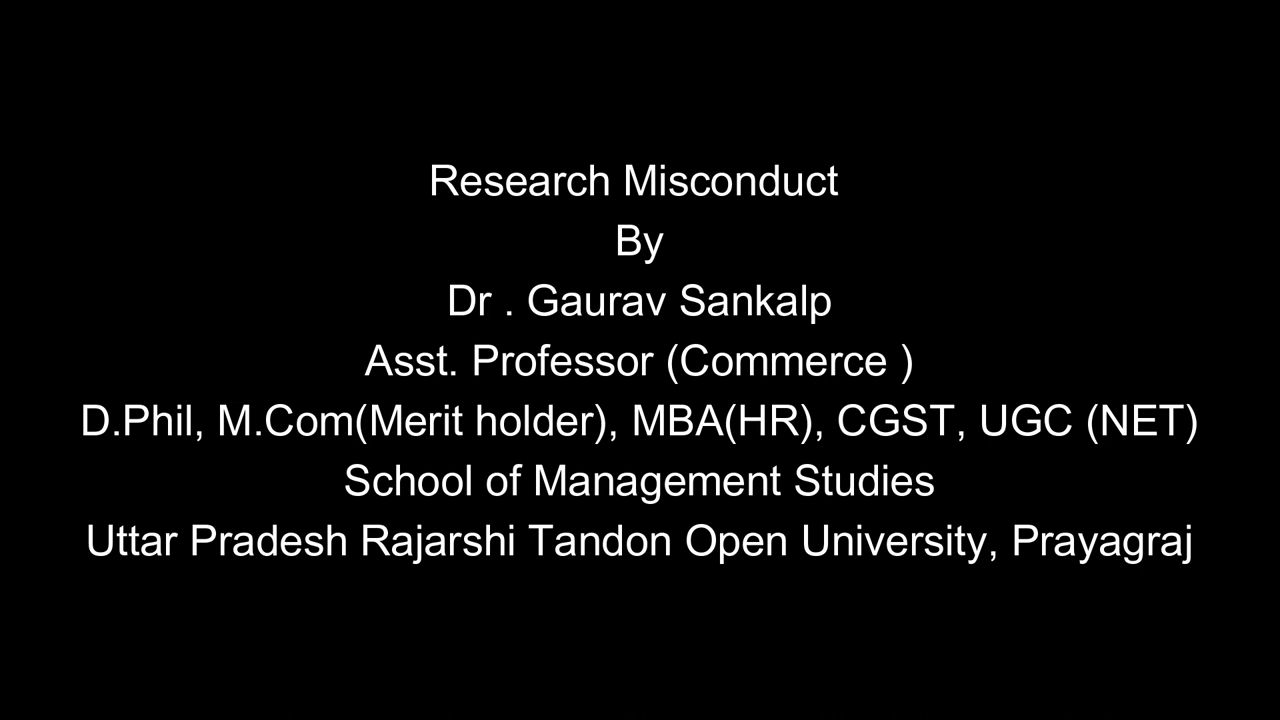 Research Misconduct
By
Dr . Gaurav Sankalp
Asst. Professor (Commerce )
D.Phil, M.Com(Merit holder), MBA(HR), CGST, UGC (NET)
School of Management Studies
Uttar Pradesh Rajarshi Tandon Open University, Prayagraj